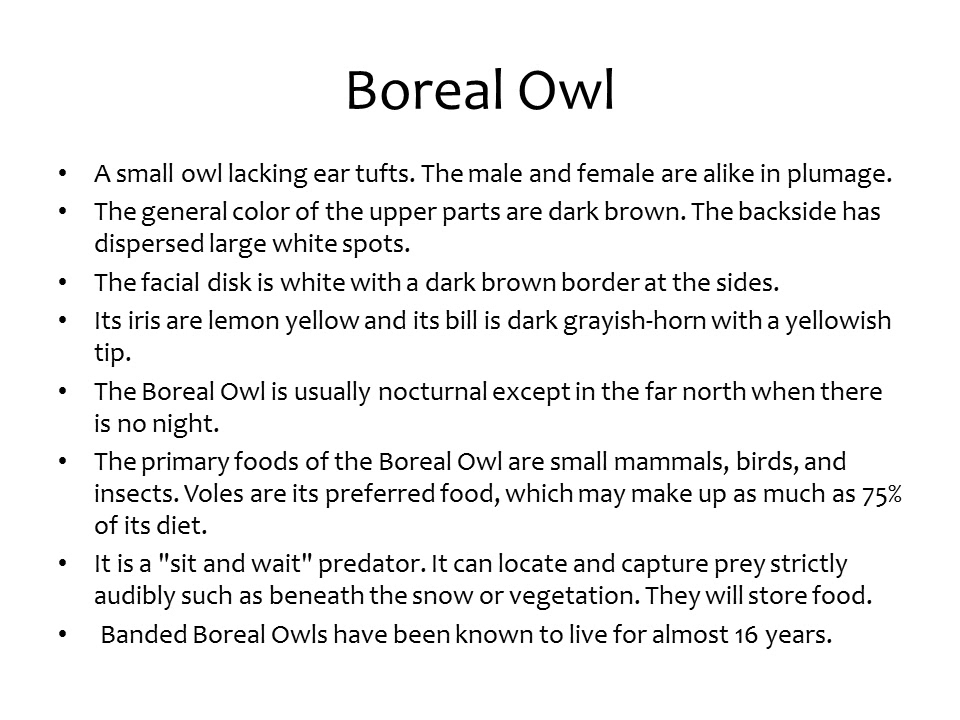 Boreal Owl
• A small owl lacking ear tufts. The male and female are alike in plumage.
• The general color of the upper parts are dark brown. The backside has
dispersed large white spots.
• The facial disk is white with a dark brown border at the sides.
• Its iris are lemon yellow and its bill is dark grayish-horn with a yellowish
tip.
• The Boreal Owl is usually nocturnal except in the far north when there
is no night.
• The primary foods of the Boreal Owl are small mammals, birds, and
insects. Voles are its preferred food, which may make up as much as 75%
of its diet.
• It is a "sit and wait" predator. It can locate and capture prey strictly
audibly such as beneath the snow or vegetation. They will store food.
• Banded Boreal Owls have been known to live for almost 16 years.